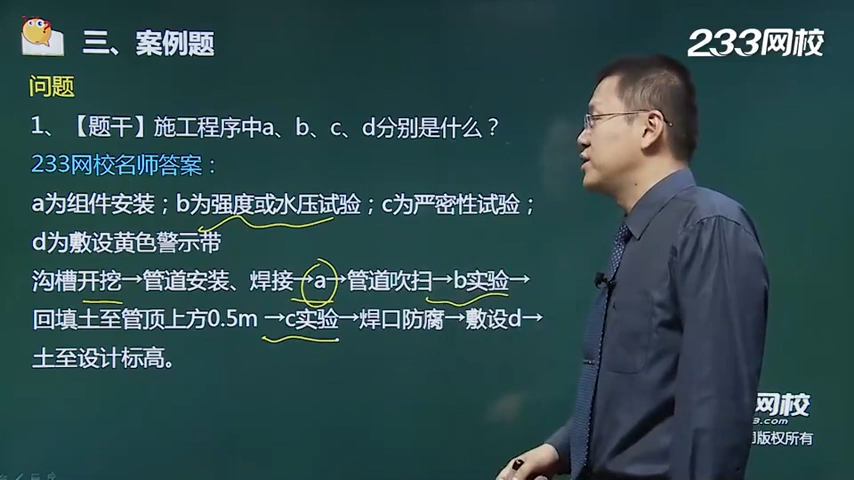 三、案例题
233网校
问题
1、【题干】施工程序中a、b、c、d分别是什么？
233网校名师答案：
a为组件安装；b为强度或水压试验；c为严密性试验；
d为敷设黄色警示带
沟槽开挖→管道安装、焊接→a→管道吹扫→b实验→
回填土至管顶上方0.5m →c实验→焊口防腐→敷设d→
土至设计标高。
网校
3.com
版权所有